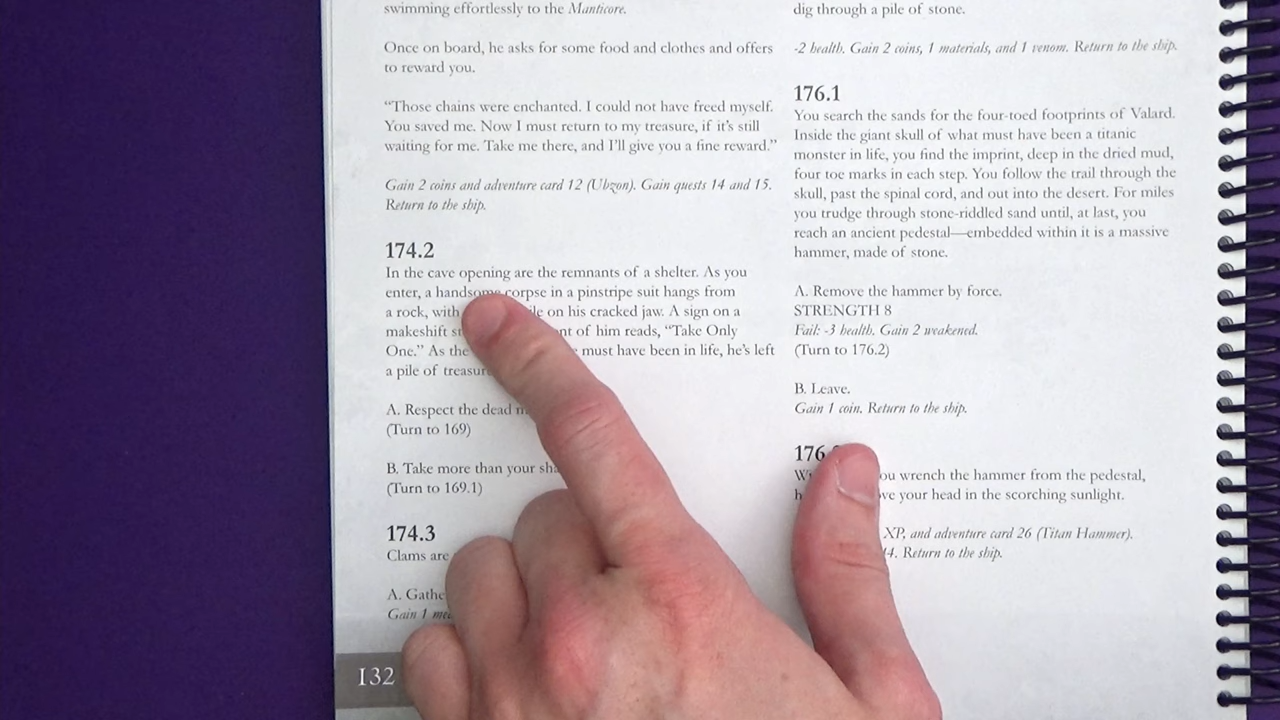 swimming effortlessly to the Manticore.
Once on board, he asks for some food and clothes and offers
to reward you.
“Those chains were enchanted. I could not have freed myself.
You saved me. Now I must return to my treasure, if it’s still
waiting for me. Take me there, and I’ll give you a fine reward.”
Gain 2 coins and adventure card 12 (Ubzon). Gain quests 14 and 15.
Return to the ship.
174.2
In the cave opening are the remnants of a shelter. As you
enter, a handsome corpse in a pinstripe suit hangs from
a rock, with on his cracked jaw. A sign on a
makeshift of him reads, “Take Only
One.” As the must have been in life, he’s left
a pile of
A. Respect the dead
(Turn to 169)
B. Take more than your
(Turn to 169.1)
174.3
Clams are
A.
Gain 1
132
dig through a pile of stone.
-2 health. Gain 2 coins, 1 materials, and 1 venom. Return to the ship.
176.1
You search the sands for the four-toed footprints of Valard.
Inside the giant skull of what must have been a titanic
monster in life, you find the imprint, deep in the dried mud,
four toe marks in each step. You follow the trail through the
skull, past the spinal cord, and out into the desert. For miles
you trudge through stone-riddled sand until, at last, you
reach an ancient pedestal—embedded within it is a massive
hammer, made of stone.
A. Remove the hammer by force.
STRENGTH 8
Fail: -3 health. Gain 2 weakened.
(Turn to 176.2)
B. Leave.
Gain 1 coin. Return to the ship.
you wrench the hammer from the pedestal,
your head in the scorching sunlight.
XP, and adventure card 26 (Titan Hammer).
Return to the ship.